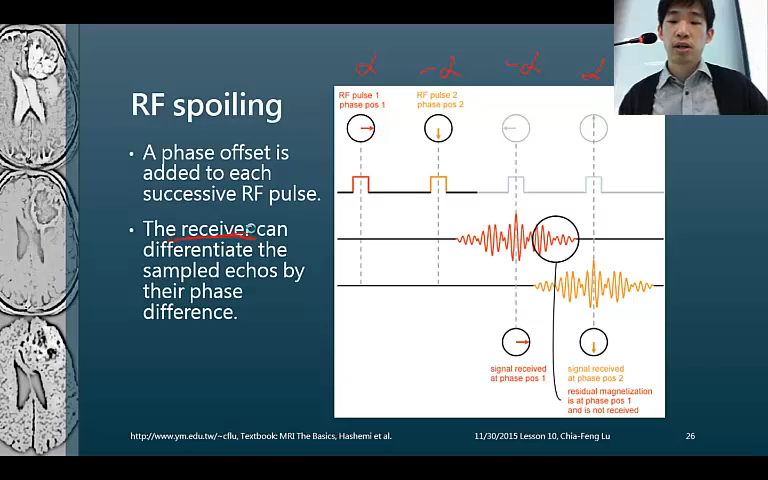 α -α -α α
RF pulse 1
phase pos 1
RF pulse 2
phase pos 2
RF spoiling
• A phase offset is
added to each
successive RF pulse.
• The receiver can
differentiate the
sampled echos by
their phase
difference.
signal received
at phase pos 1
signal received
at phase pos 2
residual magnetization
is at phase pos 1
and is not received
http://www.ym.edu.tw/~cflu, Textbook: MRI The Basics, Hashemi et al.
11/30/2015 Lesson 10, Chia-Feng Lu
26